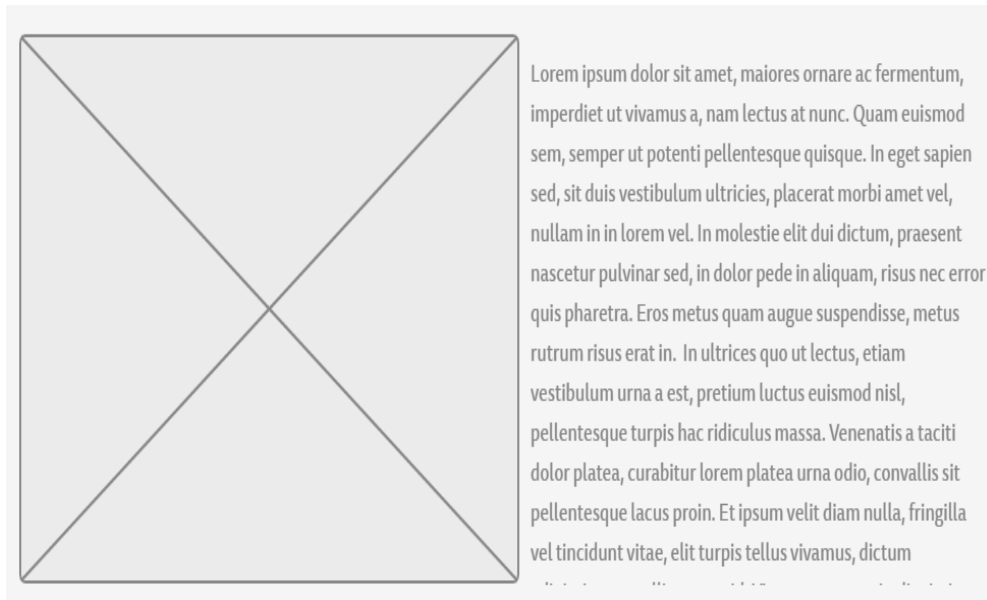 Lorem ipsum dolor sit amet, maiores ornare ac fermentum,
imperdiet ut vivamus a, nam lectus at nunc. Quam euismod
sem, semper ut potenti pellentesque quisque. In eget sapien
sed, sit duis vestibulum ultricies, placerat morbi amet vel,
nullam in in lorem vel. In molestie elit dui dictum, praesent
nascetur pulvinar sed, in dolor pede in aliquam, risus nec error
quis pharetra. Eros metus quam augue suspendisse, metus
rutrum risus erat in.  In ultrices quo ut lectus, etiam
vestibulum urna a est, pretium luctus euismod nisl,
pellentesque turpis hac ridiculus massa. Venenatis a taciti
dolor platea, curabitur lorem platea urna odio, convallis sit
pellentesque lacus proin. Et ipsum velit diam nulla, fringilla
vel tincidunt vitae, elit turpis tellus vivamus, dictum